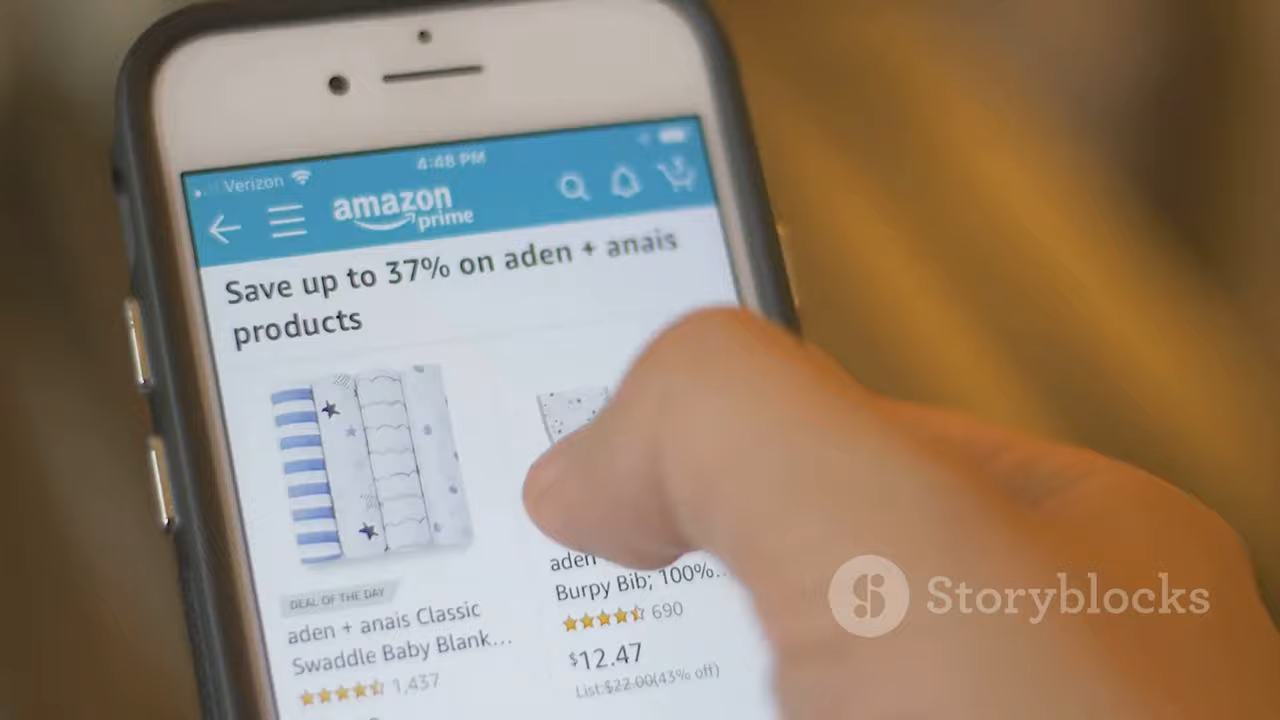 Verizon
4:48 PM
amazon
prime
Save up to 37% on aden + anais
products
DEAL OF THE DAY
aden + anais Classic
Swaddle Baby Blank...
1,437
aden
Burpy Bib; 100%...
690
$12.47
List:$22.00(43% off)
Storyblocks